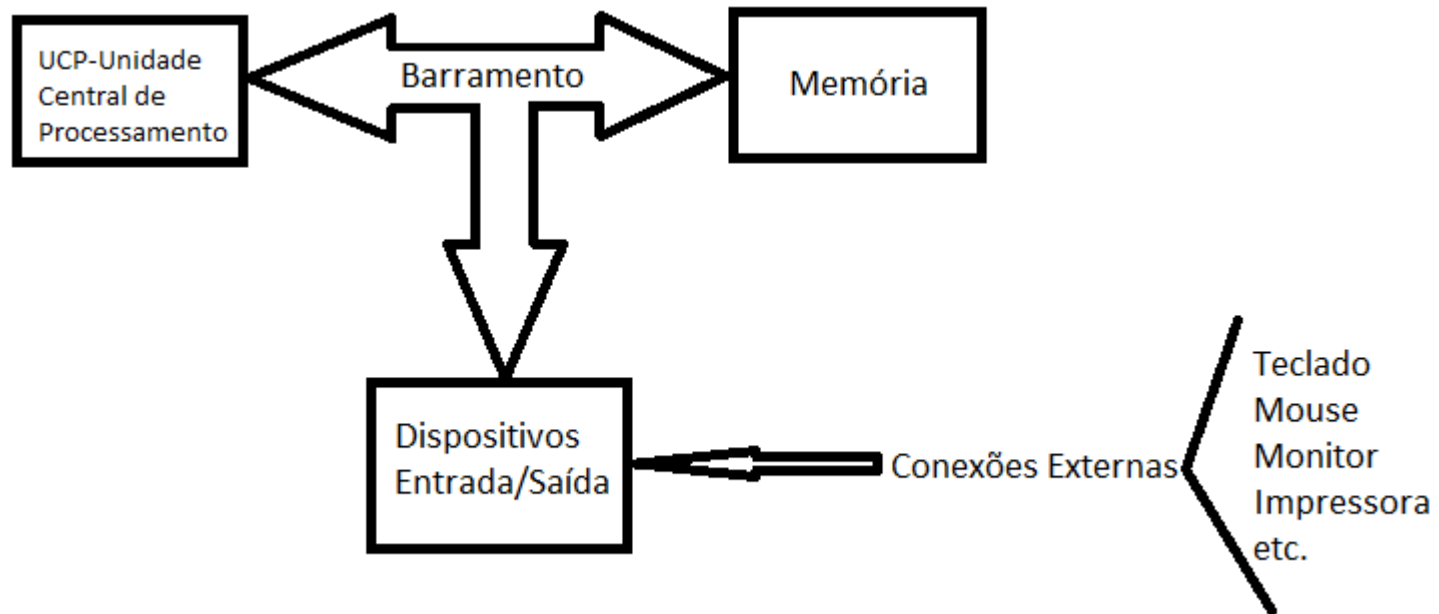 UCP-Unidade
Central de
Processamento
Barramento
Memória
Dispositivos
Entrada/Saída
Conexões Externas
Teclado
Mouse
Monitor
Impressora
etc.